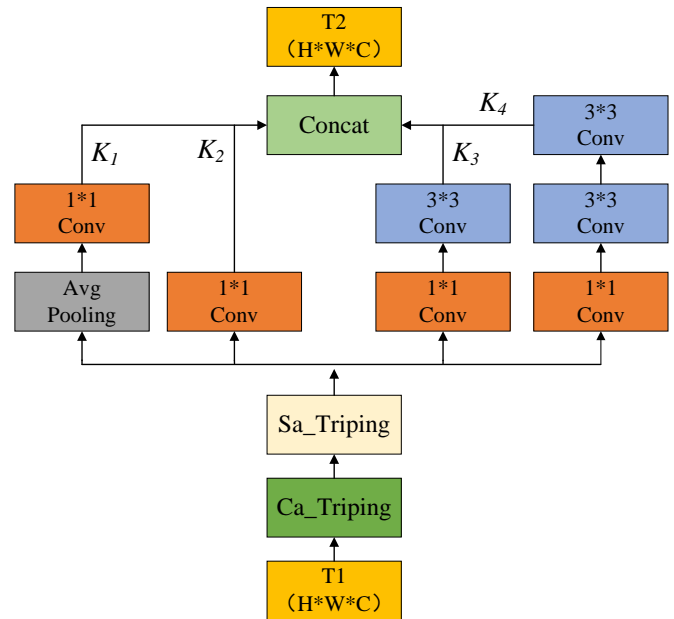 T2
（H*W*C）
Concat
K1
K2
K3
K4
3*3
Conv
1*1
Conv
3*3
Conv
3*3
Conv
Avg
Pooling
1*1
Conv
1*1
Conv
1*1
Conv
Sa_Triping
Ca_Triping
T1
（H*W*C）